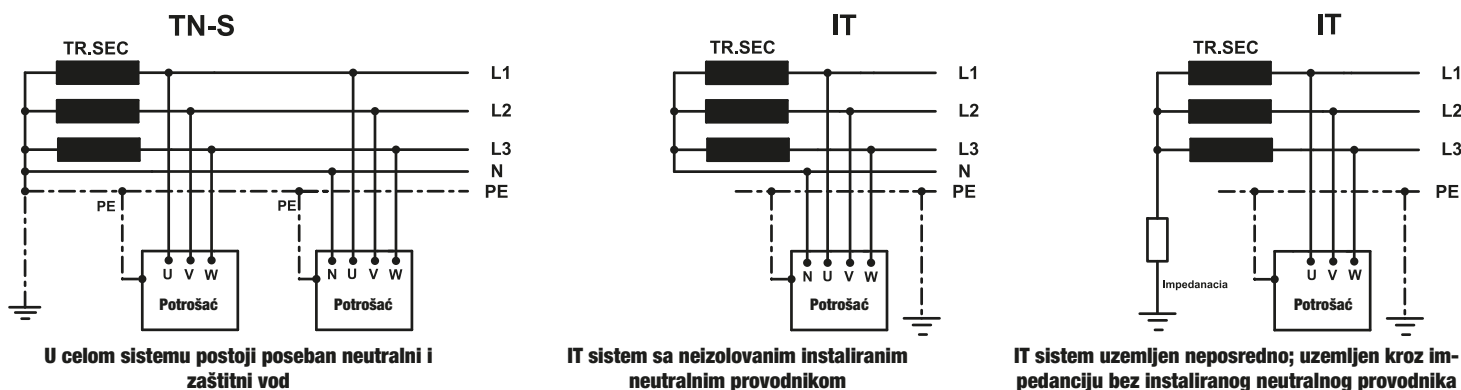 TN-S
TR.SEC
L1
L2
L3
N
PE
PE
PE
U V W
Potrošač
N U V W
Potrošač
U celom sistemu postoji poseban neutralni i
zaštitni vod
IT
TR.SEC
L1
L2
L3
N
PE
N U V W
Potrošač
IT sistem sa neizolovanim instaliranim
neutralnim provodnikom
IT
TR.SEC
L1
L2
L3
PE
Impedanacia
U V W
Potrošač
IT sistem uzemljen neposredno; uzemljen kroz im-
pedanciju bez instaliranog neutralnog provodnika